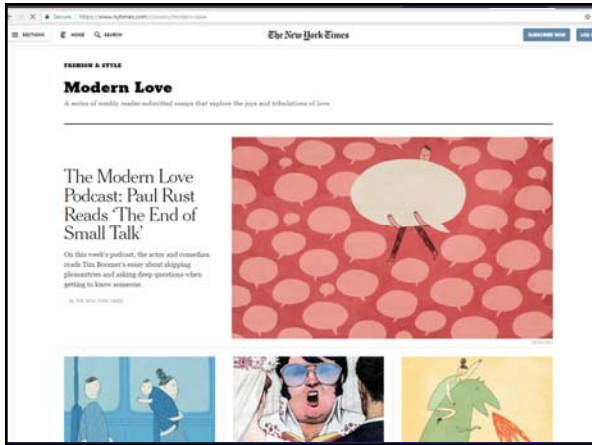 Secure https://www.nytimes.com/column/modern-love
SECTIONS HOME SEARCH The New York Times SUBSCRIBE NOW LOG
FASHION & STYLE
Modern Love
A series of weekly reader-submitted essays that explore the joys and tribulations of love.
The Modern Love
Podcast: Paul Rust
Reads ‘The End of
Small Talk’
On this week's podcast, the actor and comedian
reads Tim Boomer's essay about skipping
pleasantries and asking deep questions when
getting to know someone.
By THE NEW YORK TIMES